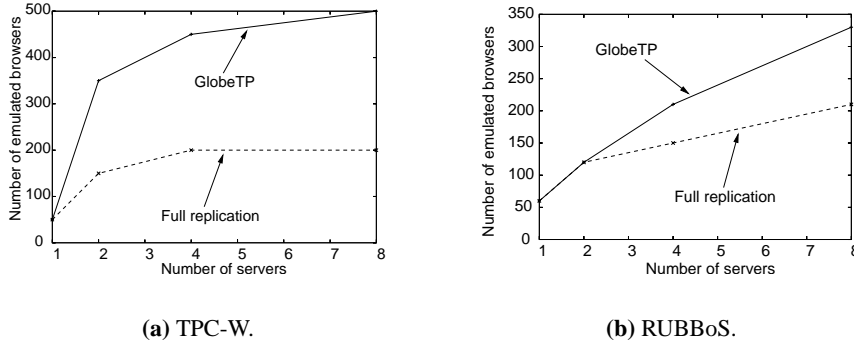 500
400
300
200
100
0
Number of emulated browsers
GlobeTP
Full replication
1 2 3 4 5 6 7 8
Number of servers
(a) TPC-W.
350
300
250
200
150
100
50
0
Number of emulated browsers
GlobeTP
Full replication
1 2 3 4 5 6 7 8
Number of servers
(b) RUBBoS.